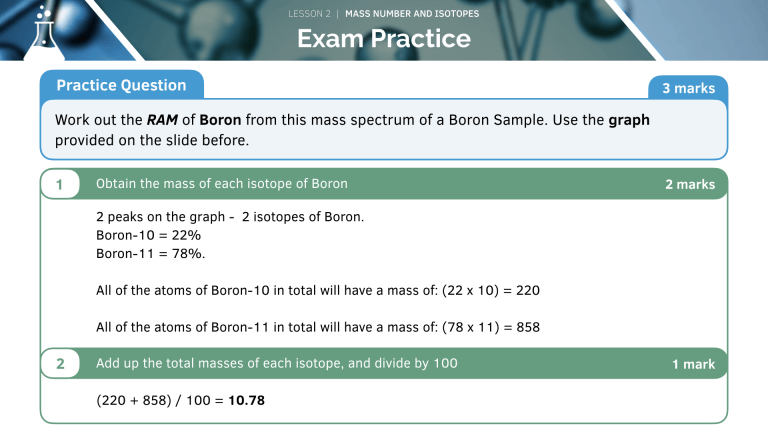 LESSON 2 | MASS NUMBER AND ISOTOPES
Exam Practice
Practice Question
3 marks
Work out the RAM of Boron from this mass spectrum of a Boron Sample. Use the graph
provided on the slide before.
1 Obtain the mass of each isotope of Boron 2 marks
2 peaks on the graph - 2 isotopes of Boron.
Boron-10 = 22%
Boron-11 = 78%.
All of the atoms of Boron-10 in total will have a mass of: (22 x 10) = 220
All of the atoms of Boron-11 in total will have a mass of: (78 x 11) = 858
2 Add up the total masses of each isotope, and divide by 100 1 mark
(220 + 858) / 100 = 10.78